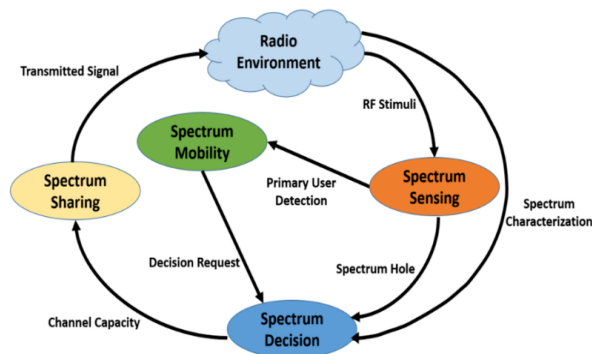 Radio
Environment
Transmitted Signal
RF Stimuli
Spectrum
Mobility
Primary User
Detection
Spectrum
Sensing
Spectrum
Sharing
Spectrum
Characterization
Decision Request
Spectrum Hole
Channel Capacity
Spectrum
Decision